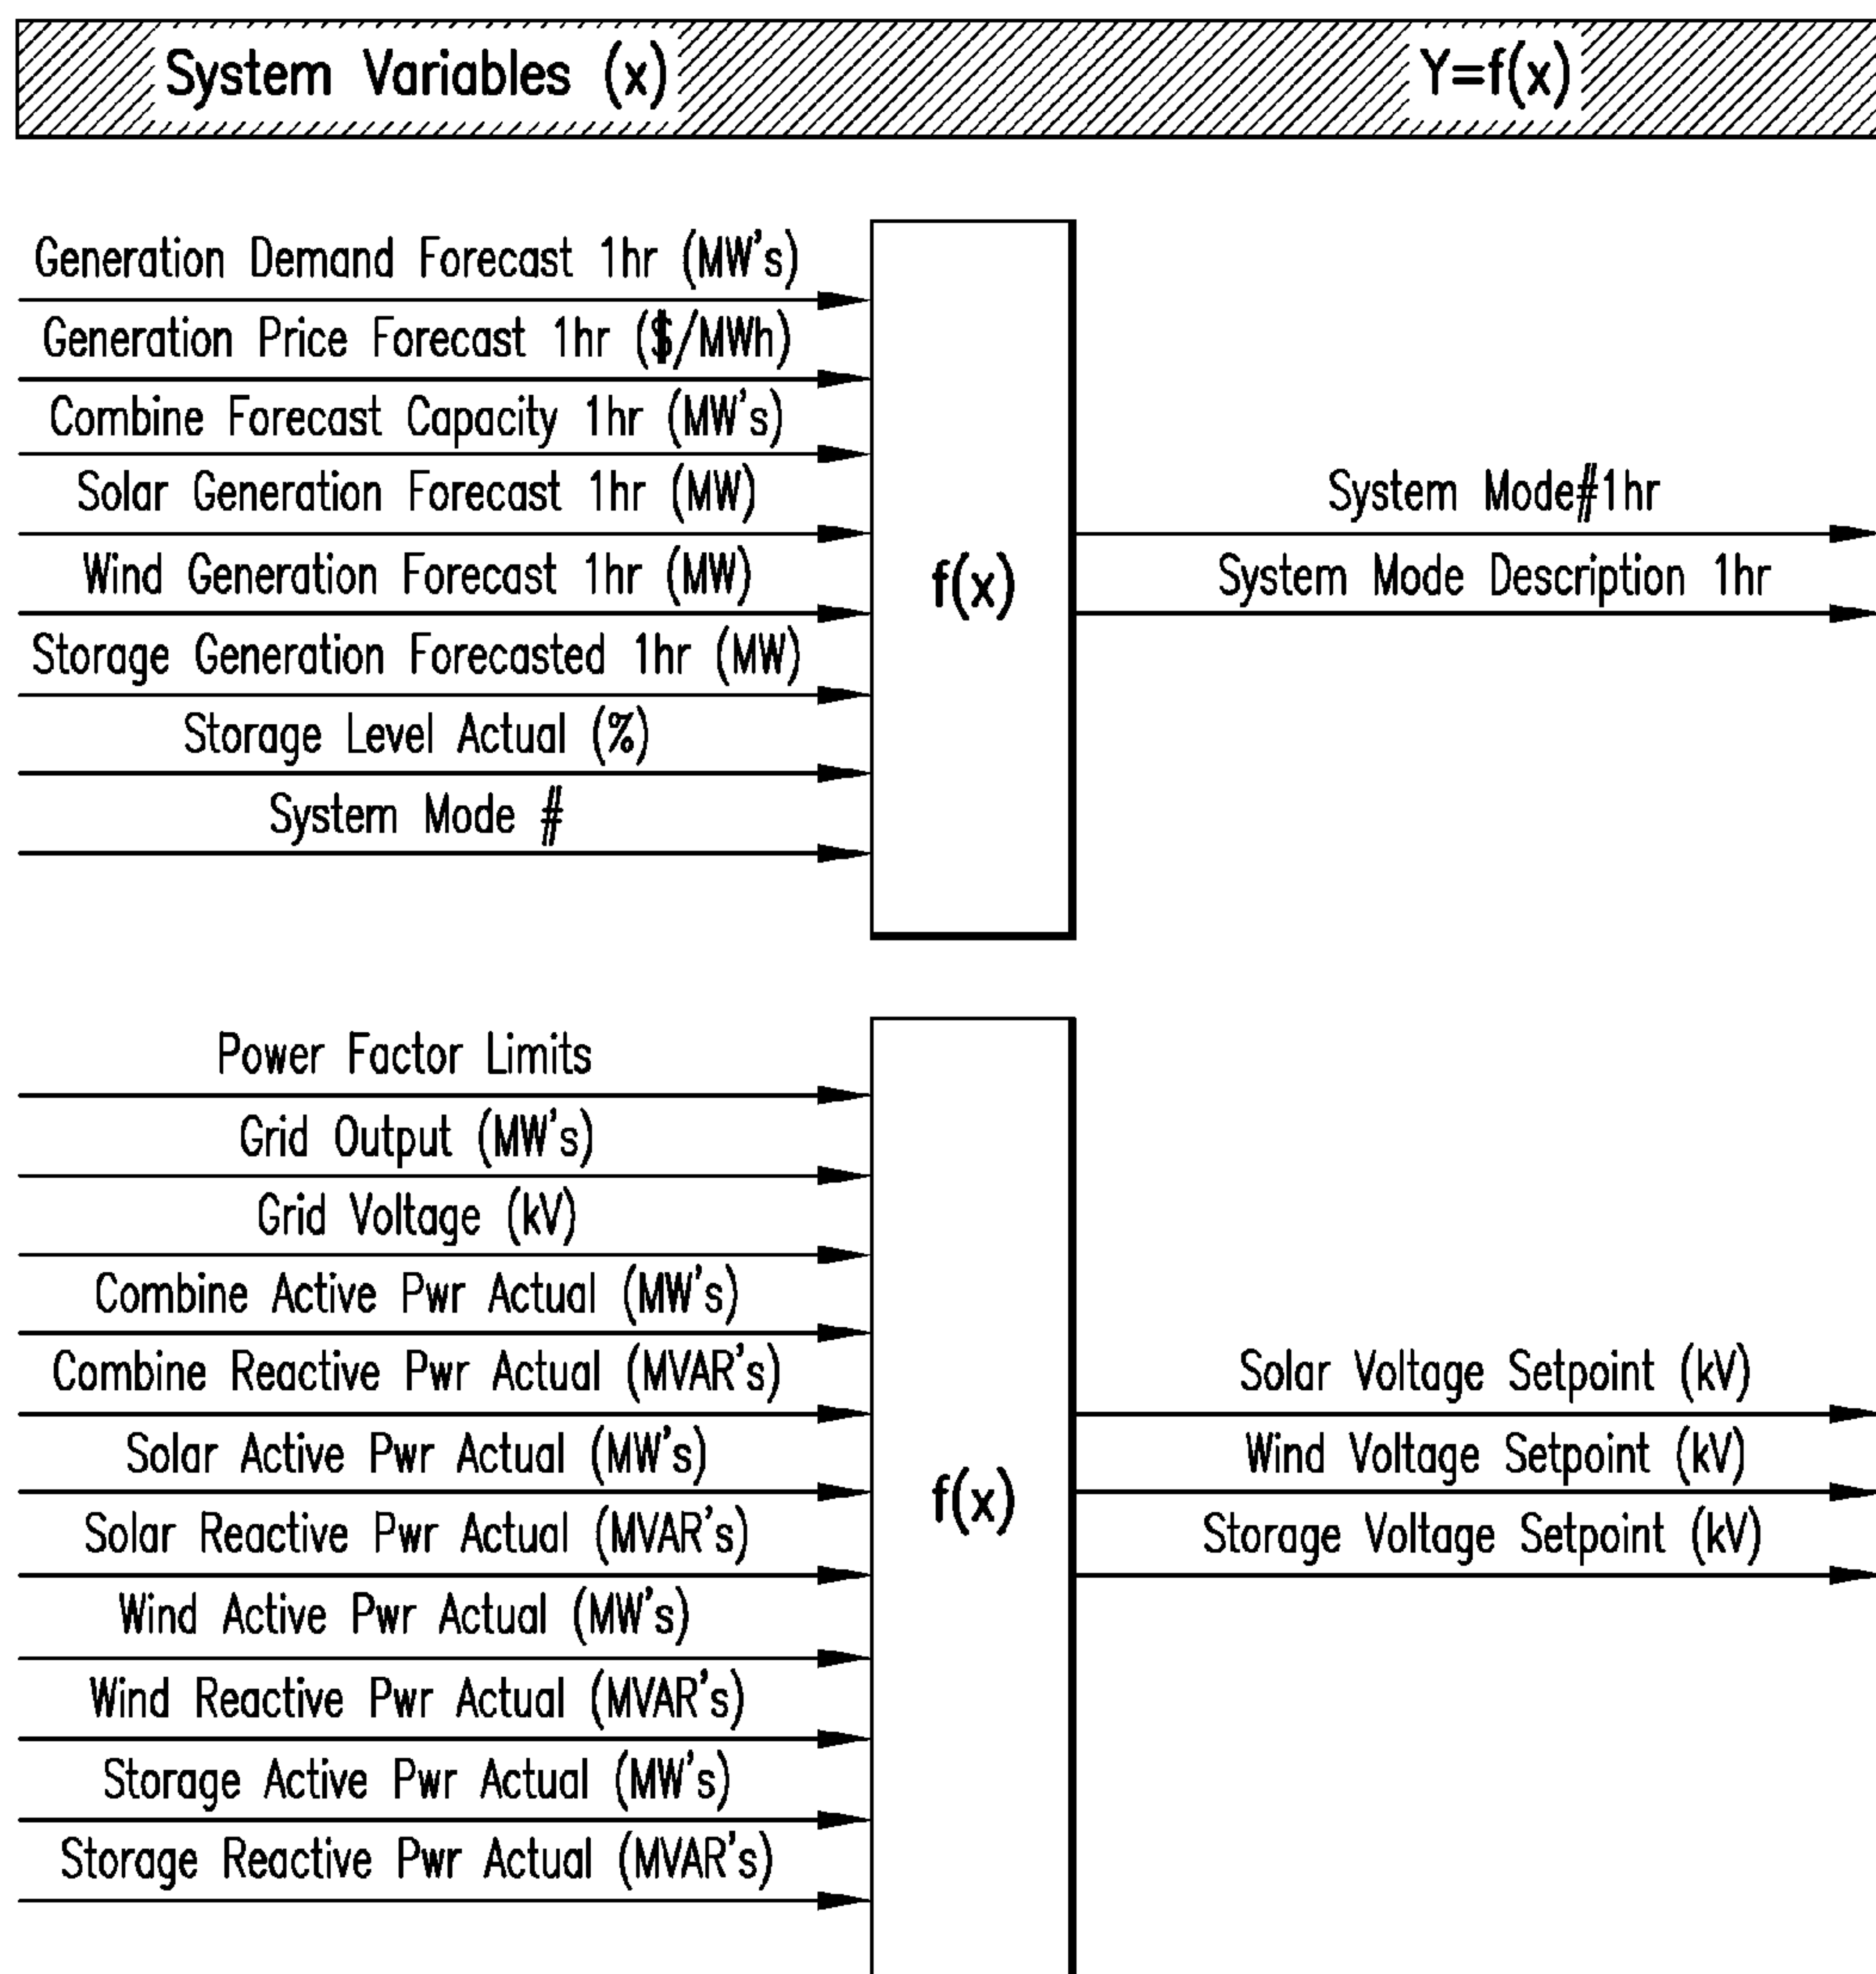 System Variables (x) Y=f(x)
Generation Demand Forecast 1hr (MW's)
Generation Price Forecast 1hr ($/MWh)
Combine Forecast Capacity 1hr (MW's)
Solar Generation Forecast 1hr (MW)
Wind Generation Forecast 1hr (MW)
Storage Generation Forecasted 1hr (MW)
Storage Level Actual (%)
System Mode #
f(x)
System Mode#1hr
System Mode Description 1hr
Power Factor Limits
Grid Output (MW's)
Grid Voltage (kV)
Combine Active Pwr Actual (MW's)
Combine Reactive Pwr Actual (MVAR's)
Solar Active Pwr Actual (MW's)
Solar Reactive Pwr Actual (MVAR's)
Wind Active Pwr Actual (MW's)
Wind Reactive Pwr Actual (MVAR's)
Storage Active Pwr Actual (MW's)
Storage Reactive Pwr Actual (MVAR's)
f(x)
Solar Voltage Setpoint (kV)
Wind Voltage Setpoint (kV)
Storage Voltage Setpoint (kV)